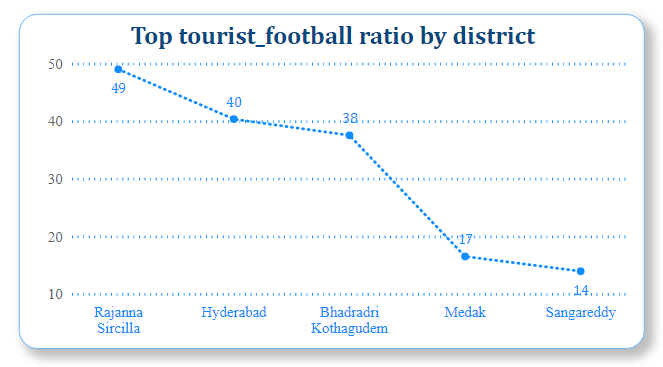 Top tourist_football ratio by district
50
40
30
20
10
49
40
38
17
14
Rajanna
Sircilla
Hyderabad
Bhadradri
Kothagudem
Medak
Sangareddy